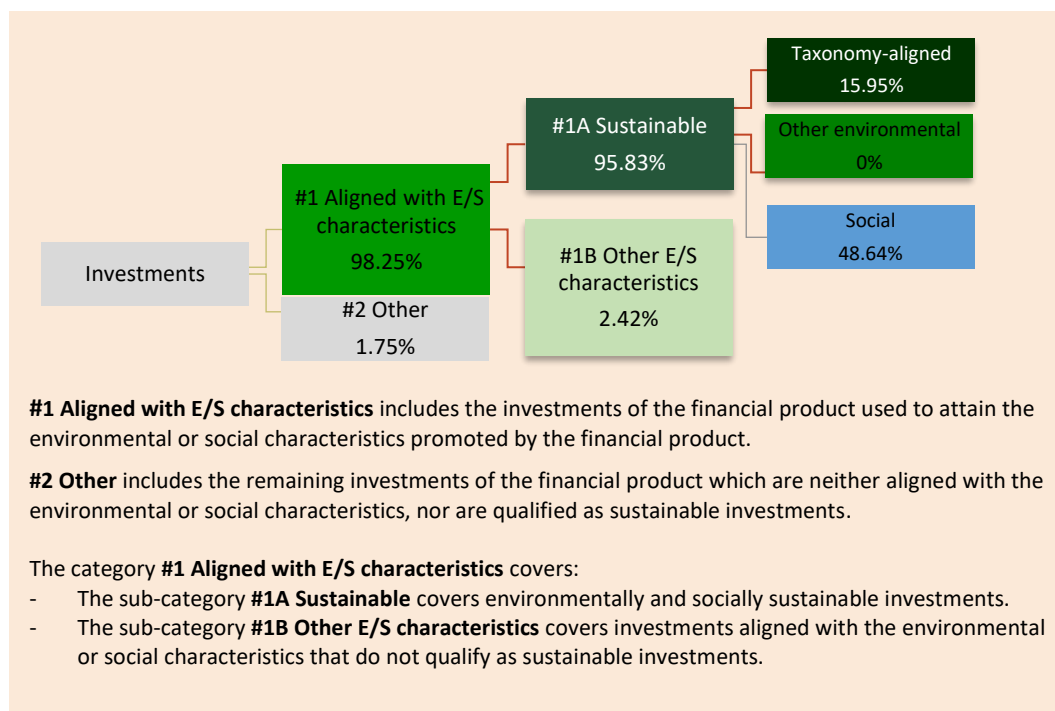 Taxonomy-aligned
15.95%
#1A Sustainable
95.83%
Other environmental
0%
#1 Aligned with E/S
characteristics
98.25%
Social
48.64%
Investments
#1B Other E/S
characteristics
2.42%
#2 Other
1.75%
#1 Aligned with E/S characteristics includes the investments of the financial product used to attain the
environmental or social characteristics promoted by the financial product.
#2 Other includes the remaining investments of the financial product which are neither aligned with the
environmental or social characteristics, nor are qualified as sustainable investments.
The category #1 Aligned with E/S characteristics covers:
- The sub-category #1A Sustainable covers environmentally and socially sustainable investments.
- The sub-category #1B Other E/S characteristics covers investments aligned with the environmental
or social characteristics that do not qualify as sustainable investments.